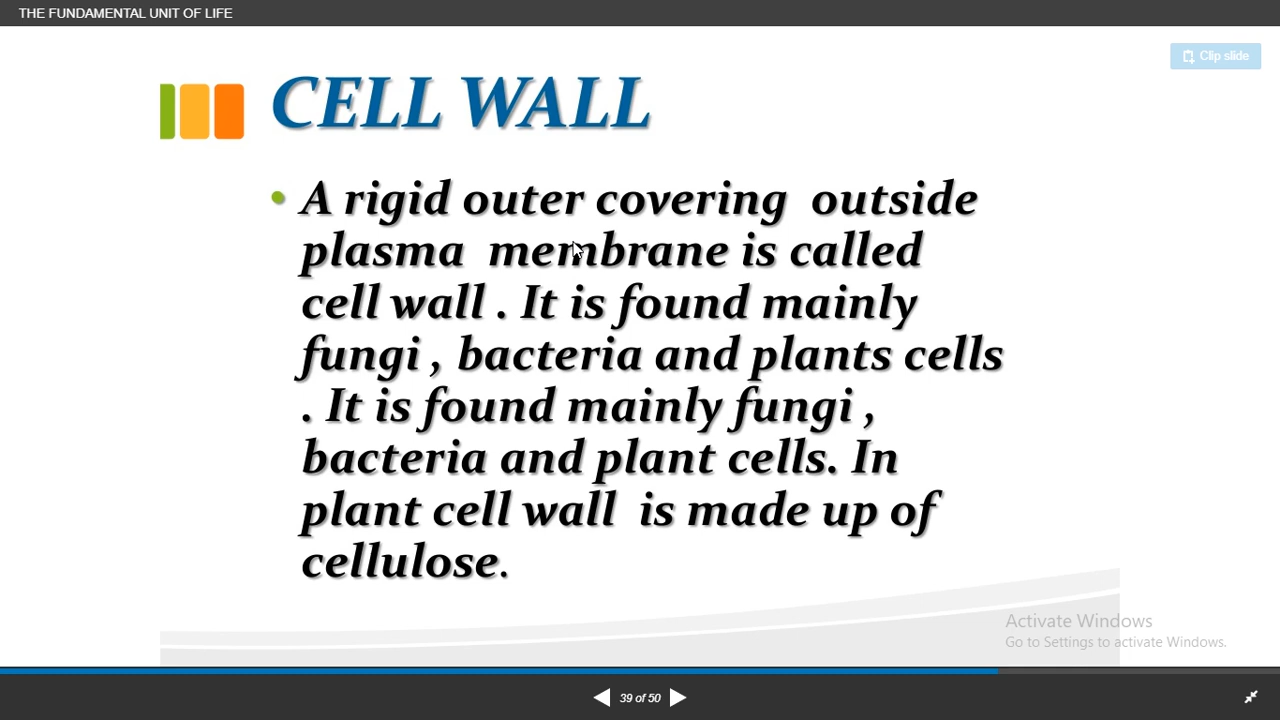 THE FUNDAMENTAL UNIT OF LIFE
Clip slide
CELL WALL
• A rigid outer covering outside
plasma membrane is called
cell wall . It is found mainly
fungi , bacteria and plants cells
. It is found mainly fungi ,
bacteria and plant cells. In
plant cell wall is made up of
cellulose.
Activate Windows
Go to Settings to activate Windows.
39 of 50